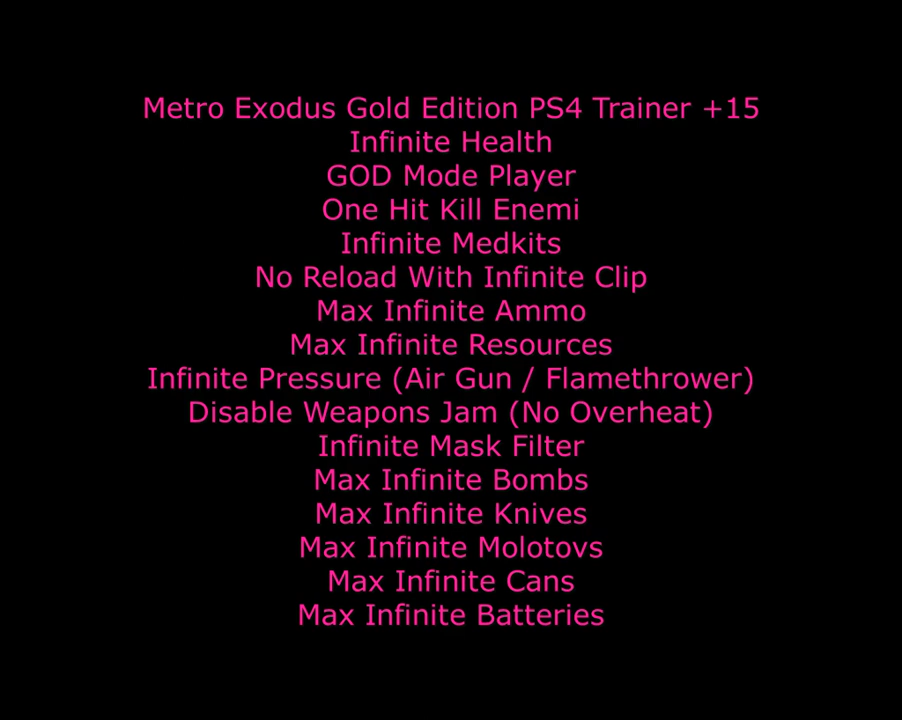 Metro Exodus Gold Edition PS4 Trainer +15
Infinite Health
GOD Mode Player
One Hit Kill Enemi
Infinite Medkits
No Reload With Infinite Clip
Max Infinite Ammo
Max Infinite Resources
Infinite Pressure (Air Gun / Flamethrower)
Disable Weapons Jam (No Overheat)
Infinite Mask Filter
Max Infinite Bombs
Max Infinite Knives
Max Infinite Molotovs
Max Infinite Cans
Max Infinite Batteries